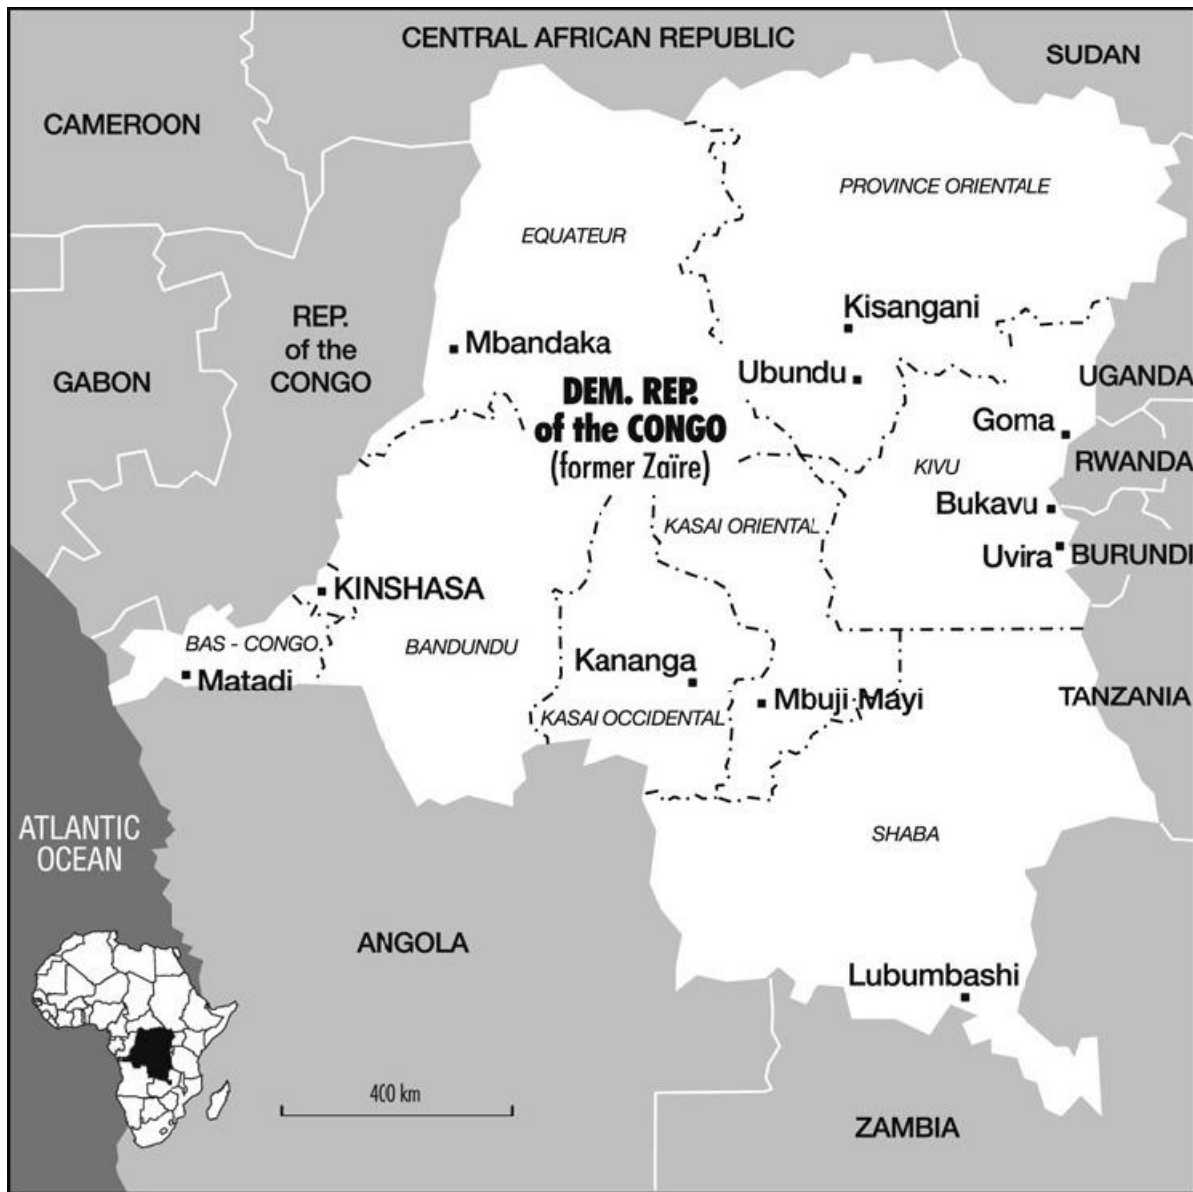 CENTRAL AFRICAN REPUBLIC
SUDAN
CAMEROON
PROVINCE ORIENTALE
EQUATEUR
Kisangani
REP.
of the
CONGO
Mbandaka
GABON
Ubundu
UGANDA
DEM. REP.
of the CONGO
(former Zaïre)
Goma
KIVU
RWANDA
Bukavu
KASAI ORIENTAL
Uvira
BURUNDI
KINSHASA
BAS - CONGO
BANDUNDU
Matadi
Kananga
KASAI OCCIDENTAL
Mbuji Mayi
TANZANIA
ATLANTIC
OCEAN
SHABA
ANGOLA
Lubumbashi
400 km
ZAMBIA